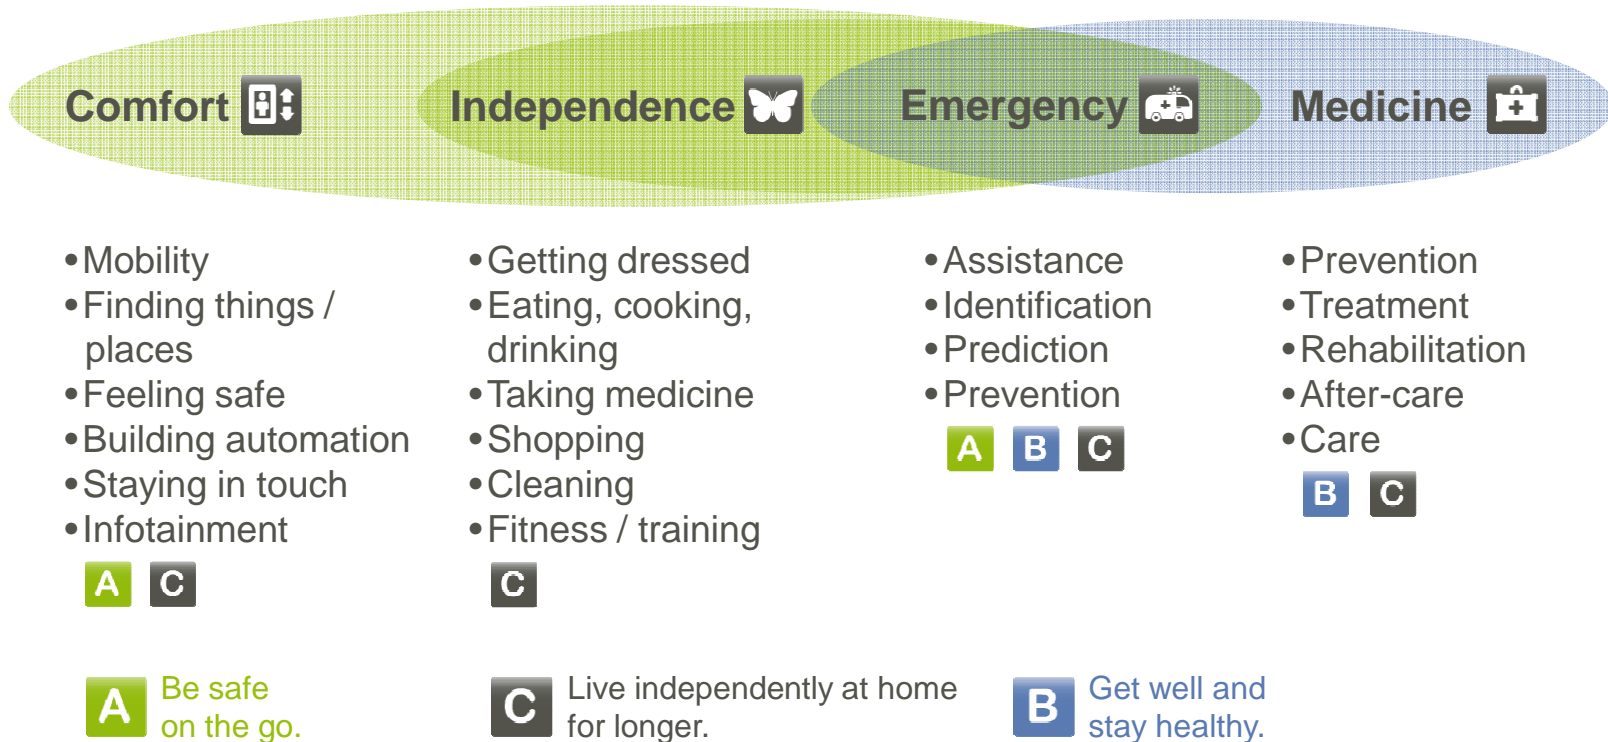 Comfort Independence Emergency Medicine
•Mobility
•Finding things /
places
•Feeling safe
•Building automation
•Staying in touch
•Infotainment
A C
•Getting dressed
•Eating, cooking,
drinking
•Taking medicine
•Shopping
•Cleaning
•Fitness / training
C
•Assistance
•Identification
•Prediction
•Prevention
A B C
•Prevention
•Treatment
•Rehabilitation
•After-care
•Care
B C
A Be safe
on the go.
C Live independently at home
for longer.
B Get well and
stay healthy.